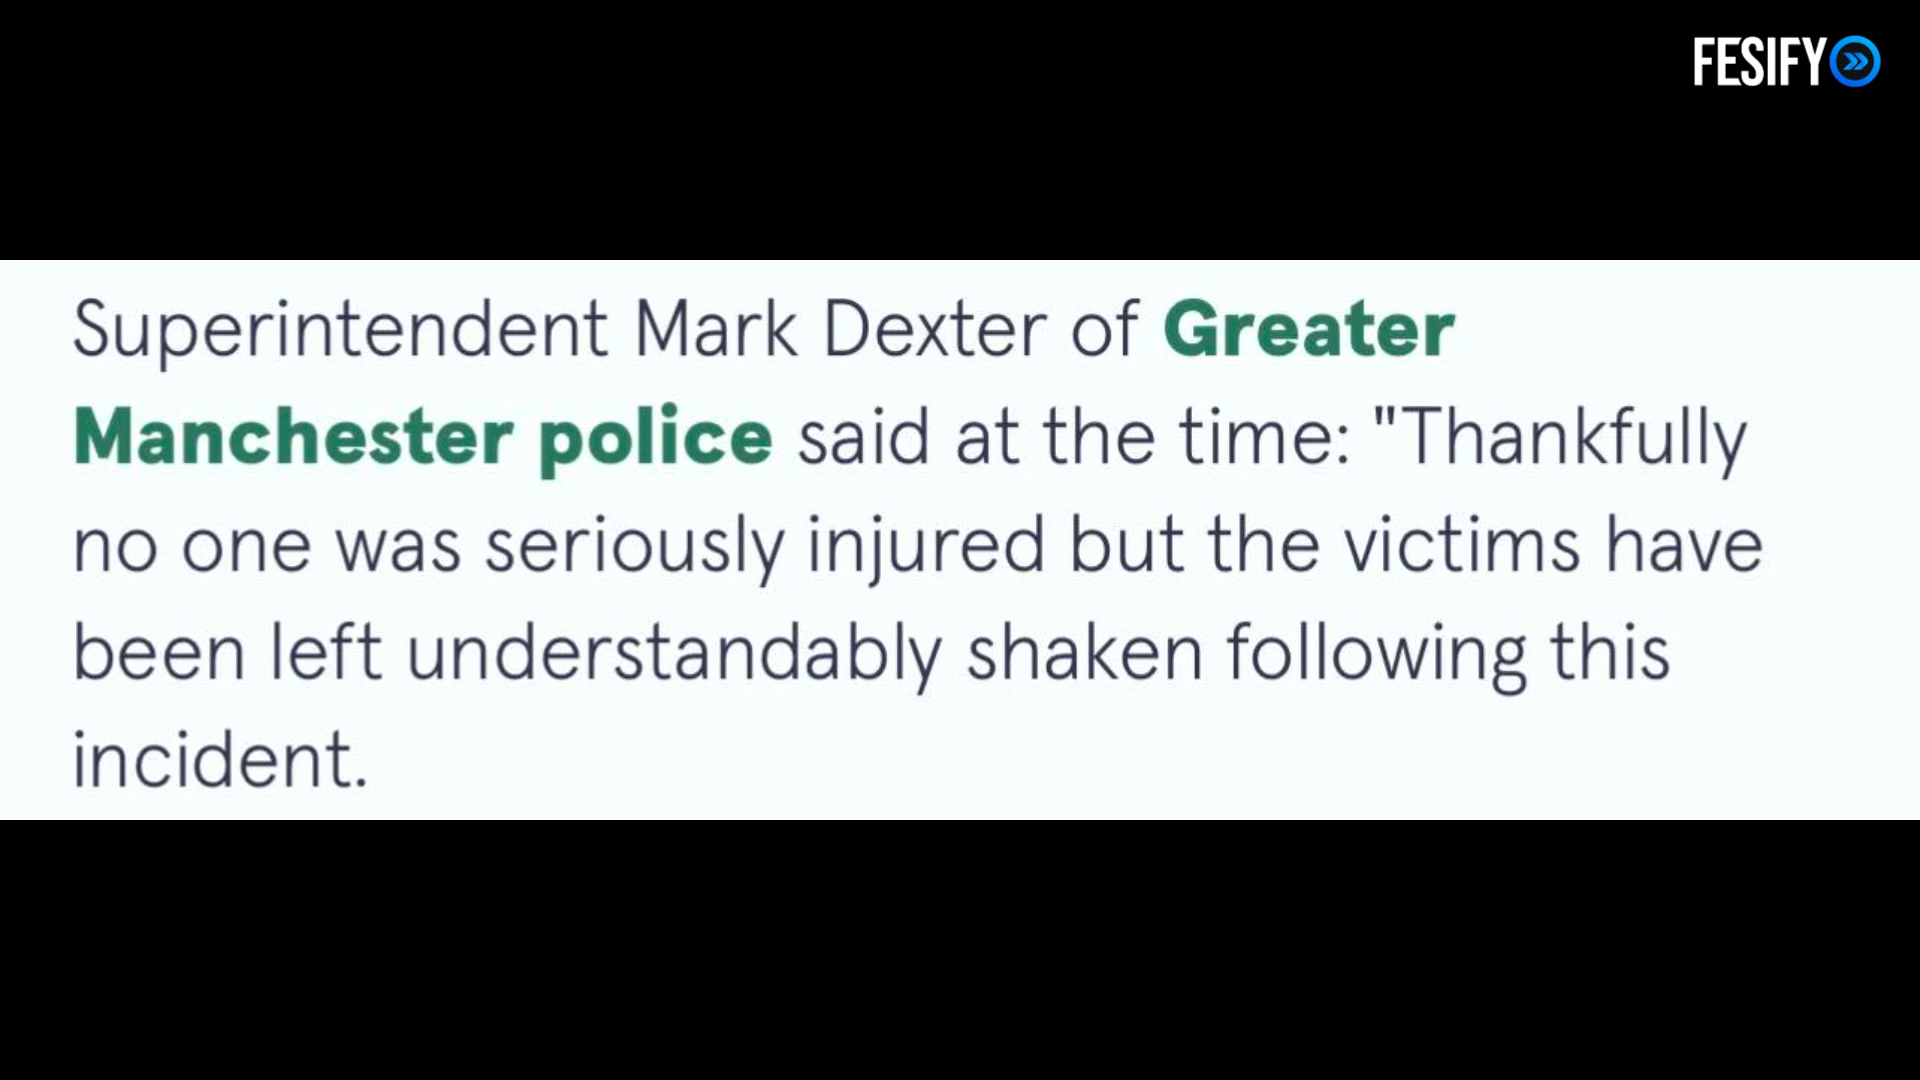 FESIFY
Superintendent Mark Dexter of Greater
Manchester police said at the time: "Thankfully
no one was seriously injured but the victims have
been left understandably shaken following this
incident.